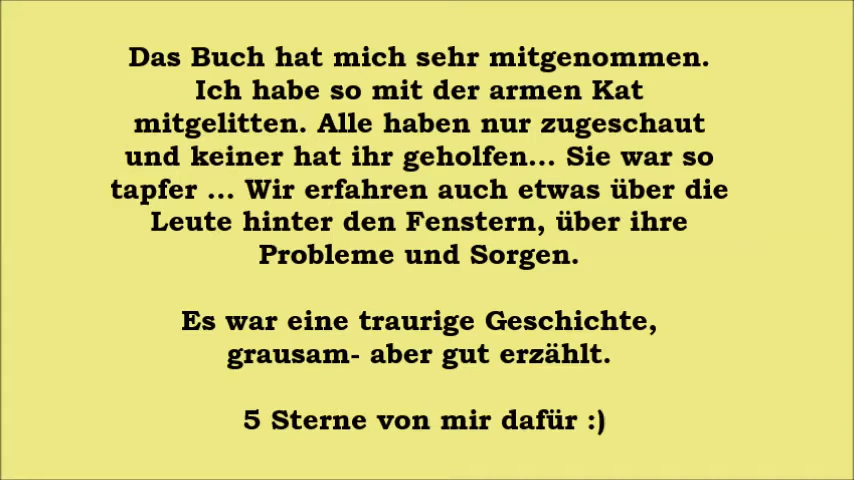 Das Buch hat mich sehr mitgenommen.
Ich habe so mit der armen Kat
mitgelitten. Alle haben nur zugeschaut
und keiner hat ihr geholfen... Sie war so
tapfer ... Wir erfahren auch etwas über die
Leute hinter den Fenstern, über ihre
Probleme und Sorgen.
Es war eine traurige Geschichte,
grausam- aber gut erzählt.
5 Sterne von mir dafür :)